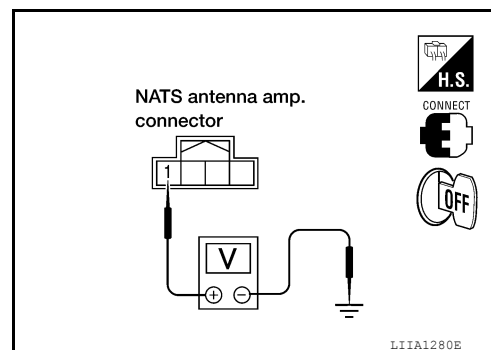 NATS antenna amp.
connector
1
V
+ −
H.S.
CONNECT
OFF
LIIA1280E